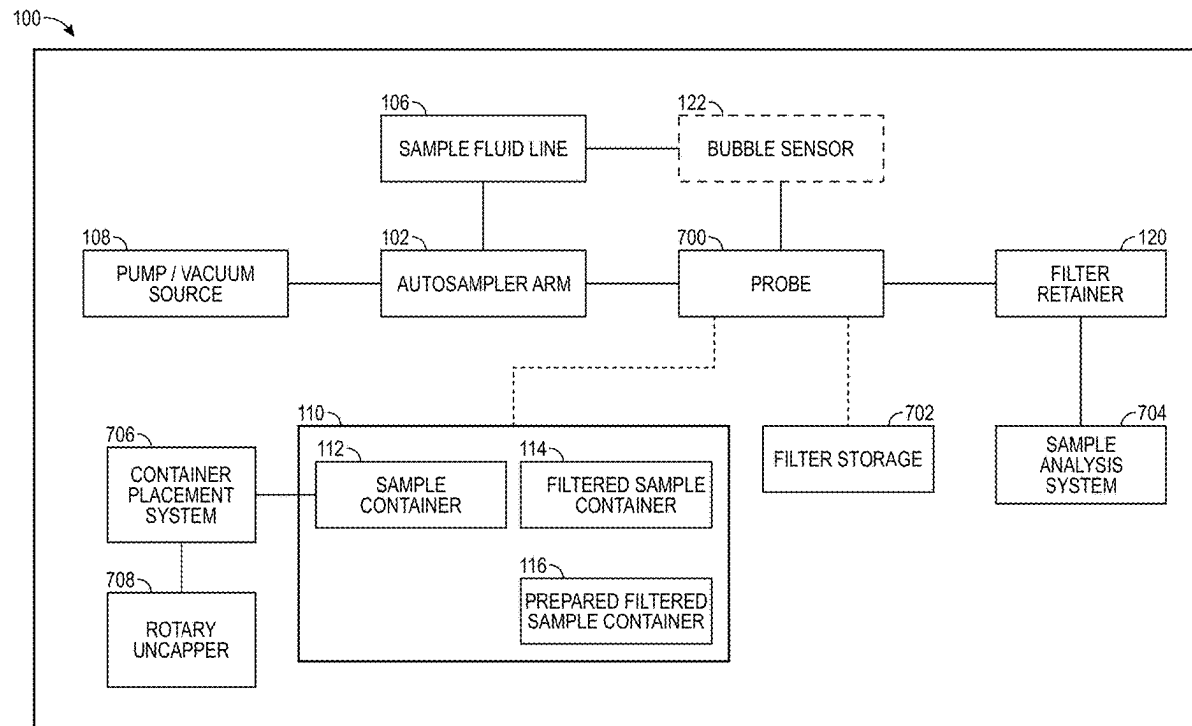 100
106
SAMPLE FLUID LINE
122
BUBBLE SENSOR
108
PUMP / VACUUM
SOURCE
102
AUTOSAMPLER ARM
700
PROBE
120
FILTER
RETAINER
706
CONTAINER
PLACEMENT
SYSTEM
110
112
SAMPLE
CONTAINER
114
FILTERED SAMPLE
CONTAINER
702
FILTER STORAGE
704
SAMPLE
ANALYSIS
SYSTEM
708
ROTARY
UNCAPPER
116
PREPARED FILTERED
SAMPLE CONTAINER